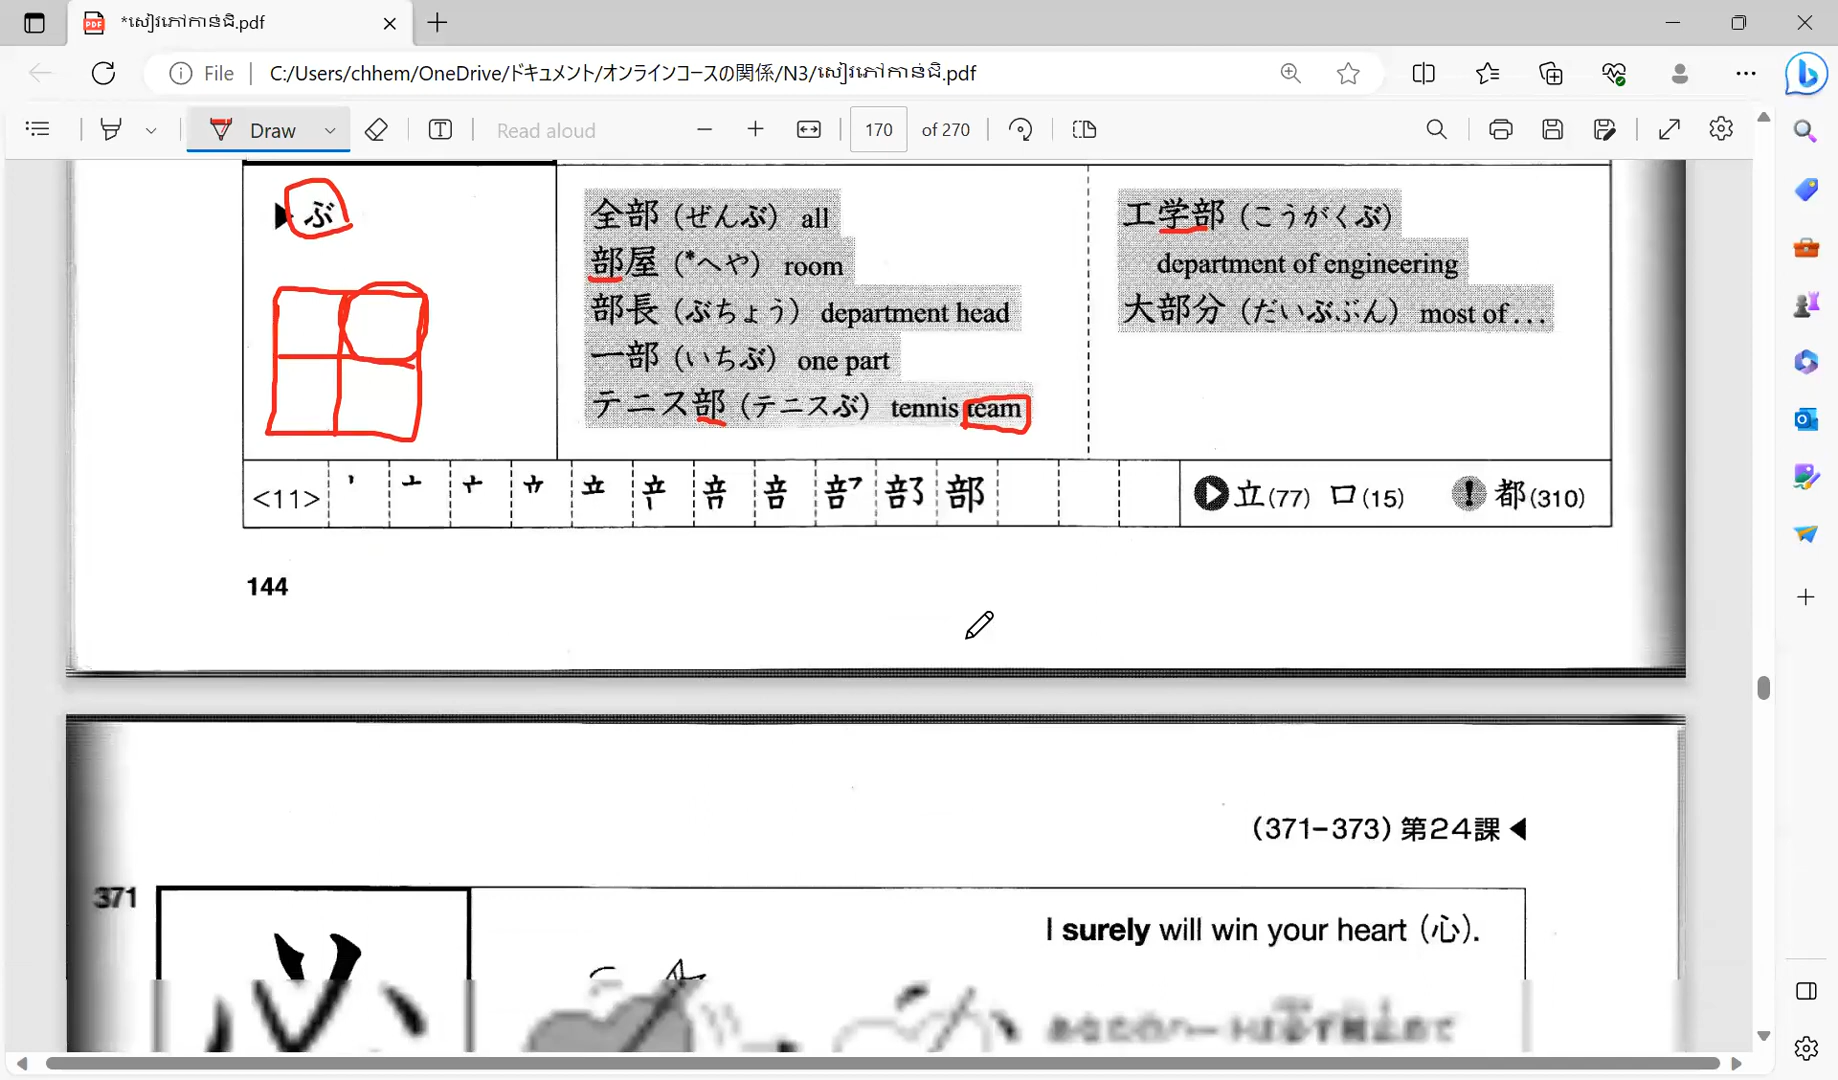 *សៀវភៅកាន់ជិ.pdf
File
C:/Users/chhem/OneDrive/ドキュメント/オンラインコースの関係/N3/សៀវភៅកាន់ជិ.pdf
Draw
Read aloud
170 of 270
▶ぶ
全部（ぜんぶ）all
部屋（*へや）room
部長（ぶちょう）department head
一部（いちぶ）one part
テニス部（テニスぶ）tennis team
工学部（こうがくぶ）
department of engineering
大部分（だいぶぶん）most of . . .
<11>
部
立(77) 口(15) ! 都(310)
144
(371-373) 第24課◀
371
I surely will win your heart (心).